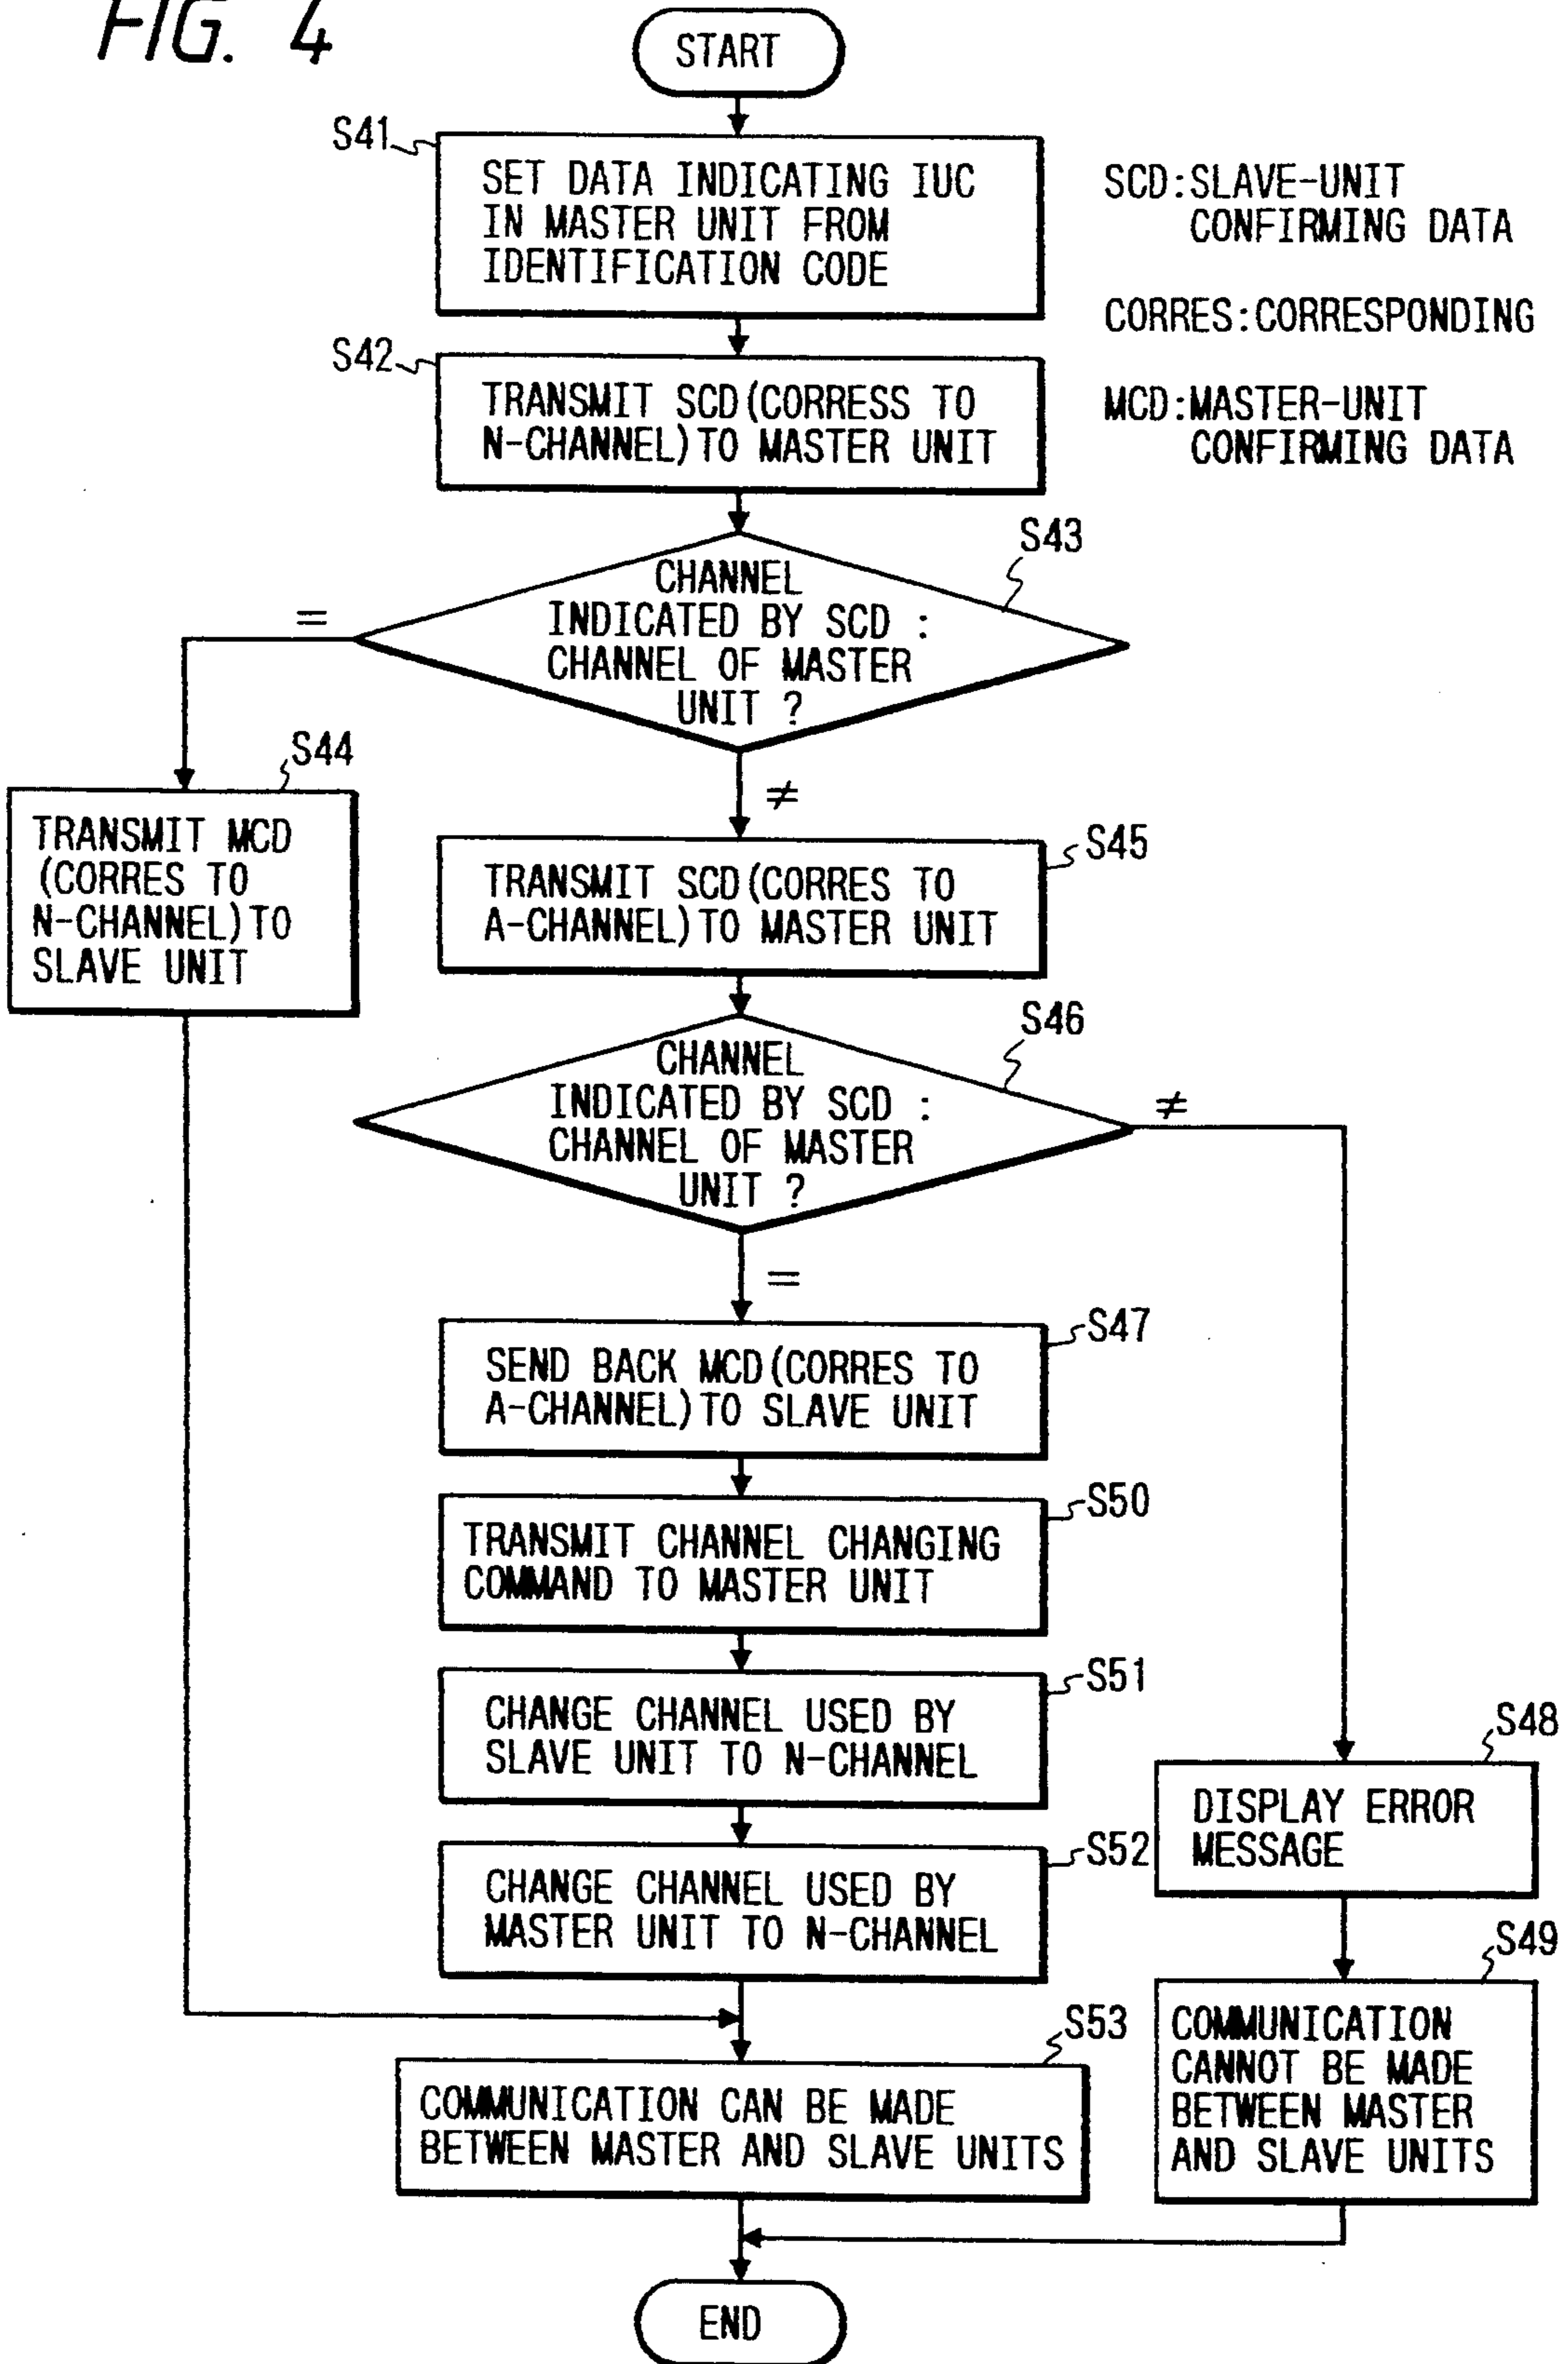 FIG. 4
START
S41
SET DATA INDICATING IUC
IN MASTER UNIT FROM
IDENTIFICATION CODE
SCD:SLAVE-UNIT
CONFIRMING DATA
CORRES:CORRESPONDING
MCD:MASTER-UNIT
CONFIRMING DATA
S42
TRANSMIT SCD(CORRESS TO
N-CHANNEL)TO MASTER UNIT
S43
CHANNEL
INDICATED BY SCD :
CHANNEL OF MASTER
UNIT ?
=
≠
S44
TRANSMIT MCD
(CORRES TO
N-CHANNEL)TO
SLAVE UNIT
S45
TRANSMIT SCD(CORRES TO
A-CHANNEL)TO MASTER UNIT
S46
CHANNEL
INDICATED BY SCD :
CHANNEL OF MASTER
UNIT ?
≠
=
S47
SEND BACK MCD(CORRES TO
A-CHANNEL)TO SLAVE UNIT
S50
TRANSMIT CHANNEL CHANGING
COMMAND TO MASTER UNIT
S51
CHANGE CHANNEL USED BY
SLAVE UNIT TO N-CHANNEL
S48
DISPLAY ERROR
MESSAGE
S52
CHANGE CHANNEL USED BY
MASTER UNIT TO N-CHANNEL
S49
COMMUNICATION
CANNOT BE MADE
BETWEEN MASTER
AND SLAVE UNITS
S53
COMMUNICATION CAN BE MADE
BETWEEN MASTER AND SLAVE UNITS
END